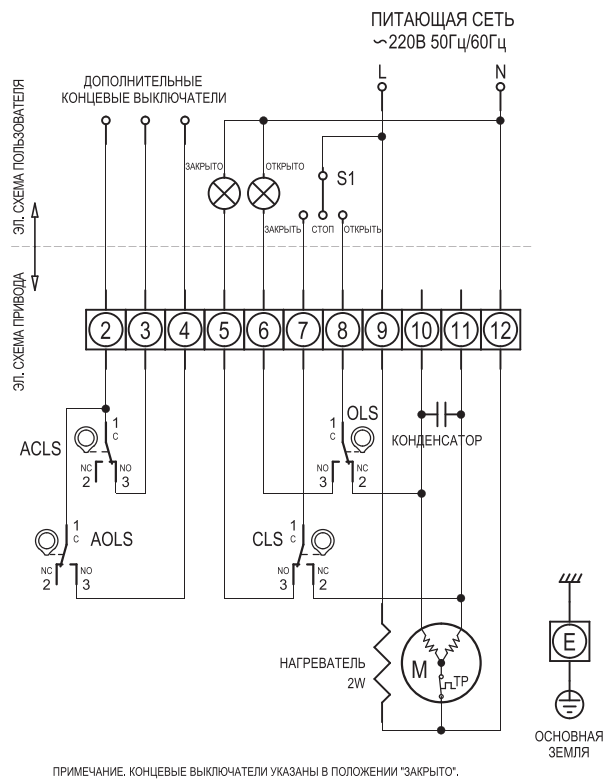 ПИТАЮЩАЯ СЕТЬ
~220В 50Гц/60Гц
L
N
ДОПОЛНИТЕЛЬНЫЕ
КОНЦЕВЫЕ ВЫКЛЮЧАТЕЛИ
ЭЛ. СХЕМА ПОЛЬЗОВАТЕЛЯ
ЗАКРЫТО
ОТКРЫТО
S1
ЗАКРЫТЬ
СТОП
ОТКРЫТЬ
ЭЛ. СХЕМА ПРИВОДА
2 3 4 5 6 7 8 9 10 11 12
ACLS
1
C
NC
2
NO
3
OLS
1
C
NO
3
NC
2
КОНДЕНСАТОР
AOLS
1
C
NC
2
NO
3
CLS
1
C
NO
3
NC
2
НАГРЕВАТЕЛЬ
2W
M
TP
E
ОСНОВНАЯ
ЗЕМЛЯ
ПРИМЕЧАНИЕ. КОНЦЕВЫЕ ВЫКЛЮЧАТЕЛИ УКАЗАНЫ В ПОЛОЖЕНИИ "ЗАКРЫТО".